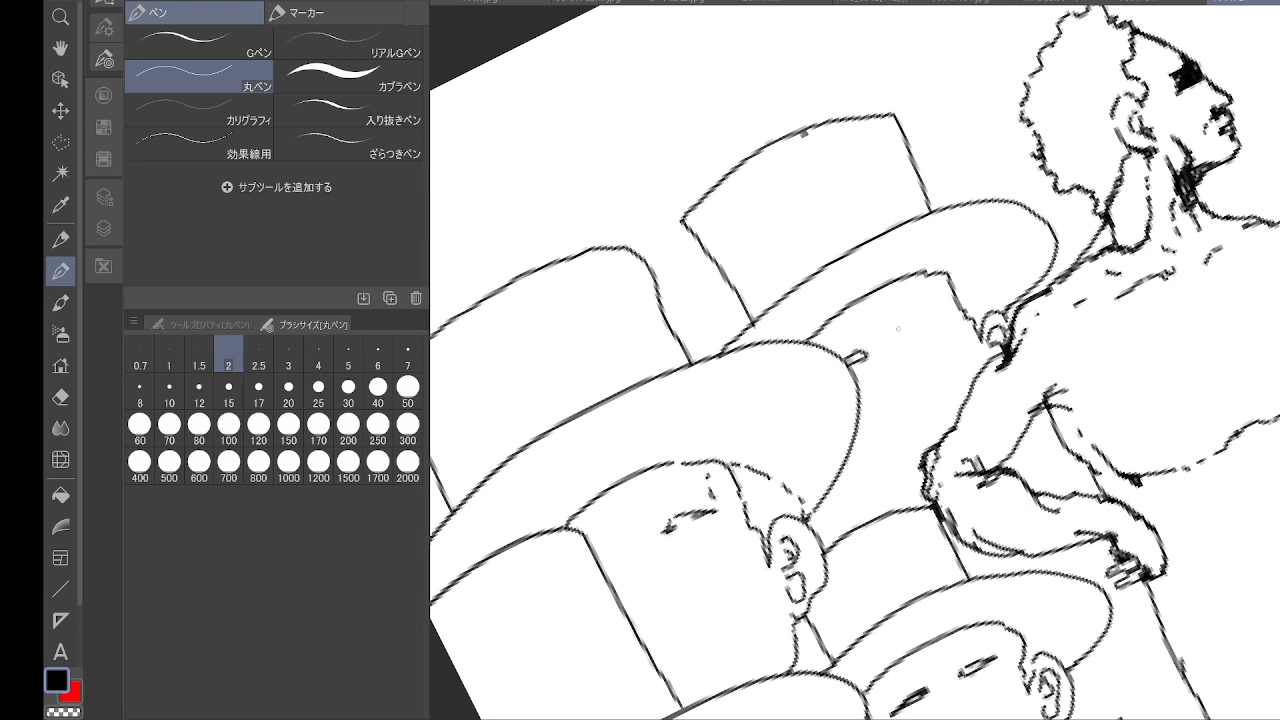 ペン
マーカー
Gペン
リアルGペン
丸ペン
カブラペン
カリグラフィ
入り抜きペン
効果線用
ざらつきペン
サブツールを追加する
ツールプロパティ[丸ペン]
ブラシサイズ[丸ペン]
0.7 1 1.5 2 2.5 3 4 5 6 7
8 10 12 15 17 20 25 30 40 50
60 70 80 100 120 150 170 200 250 300
400 500 600 700 800 1000 1200 1500 1700 2000